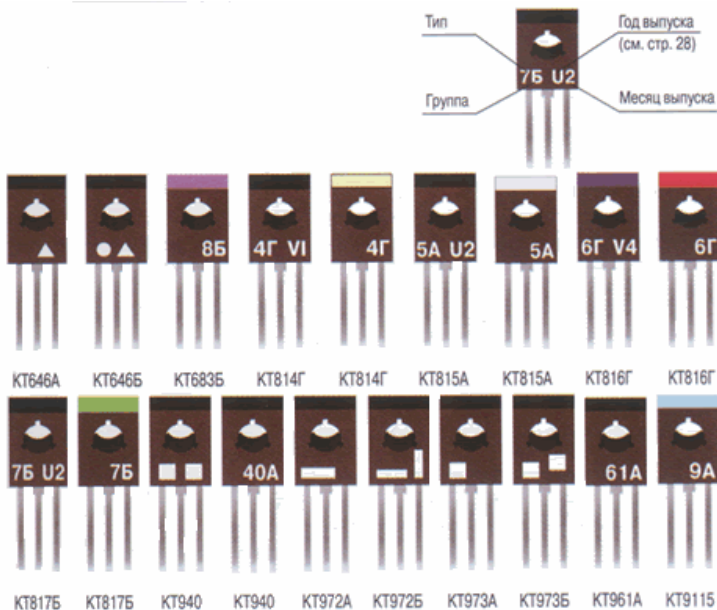 Тип
Год выпуска
(см. стр. 28)
7Б U2
Группа
Месяц выпуска
8Б 4Г VI 4Г 5А U2 5А 6Г V4 6Г
КТ646А КТ646Б КТ683Б КТ814Г КТ814Г КТ815А КТ815А КТ816Г КТ816Г
7Б U2 7Б 40А 61А 9А
КТ817Б КТ817Б КТ940 КТ940 КТ972А КТ972Б КТ973А КТ973Б КТ961А КТ9115